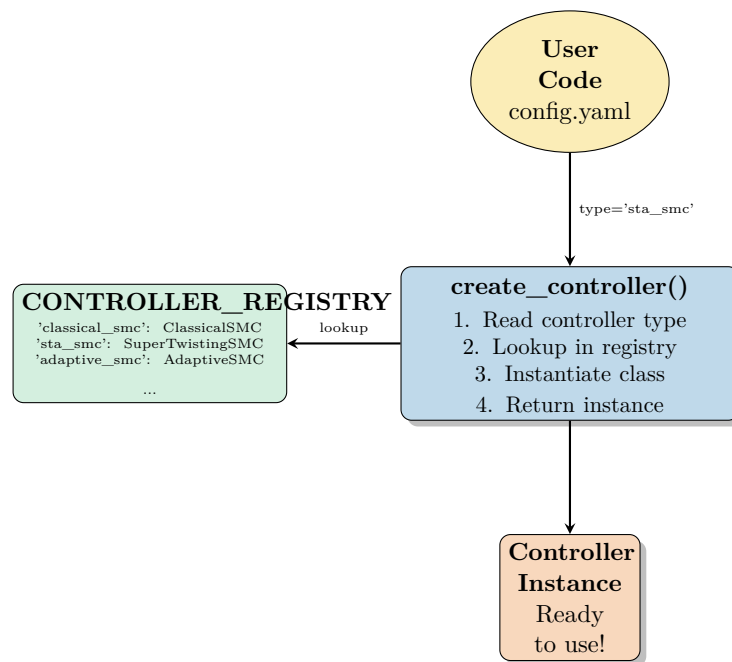 User
Code
config.yaml
type='sta_smc'
create_controller()
1. Read controller type
2. Lookup in registry
3. Instantiate class
4. Return instance
lookup
CONTROLLER_REGISTRY
'classical_smc': ClassicalSMC
'sta_smc': SuperTwistingSMC
'adaptive_smc': AdaptiveSMC
...
Controller
Instance
Ready
to use!